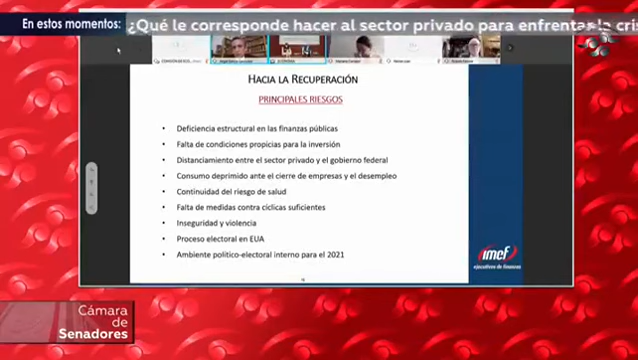 En estos momentos:
¿Qué le corresponde hacer al sector privado para enfrentar la cris
HACIA LA RECUPERACIÓN
PRINCIPALES RIESGOS
• Deficiencia estructural en las finanzas públicas
• Falta de condiciones propicias para la inversión
• Distanciamiento entre el sector privado y el gobierno federal
• Consumo deprimido ante el cierre de empresas y el desempleo
• Continuidad del riesgo de salud
• Falta de medidas contra cíclicas suficientes
• Inseguridad y violencia
• Proceso electoral en EUA
• Ambiente político-electoral interno para el 2021
imef
ejecutivos de finanzas
Cámara
de
Senadores